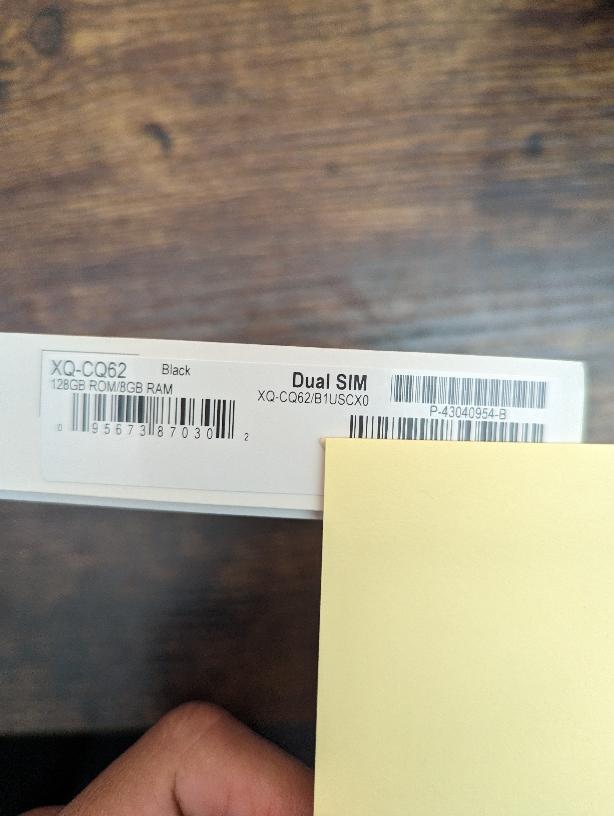 XQ-CQ62 Black
128GB ROM/8GB RAM
0 95673 87030 2
Dual SIM
XQ-CQ62/B1USCX0
P-43040954-B